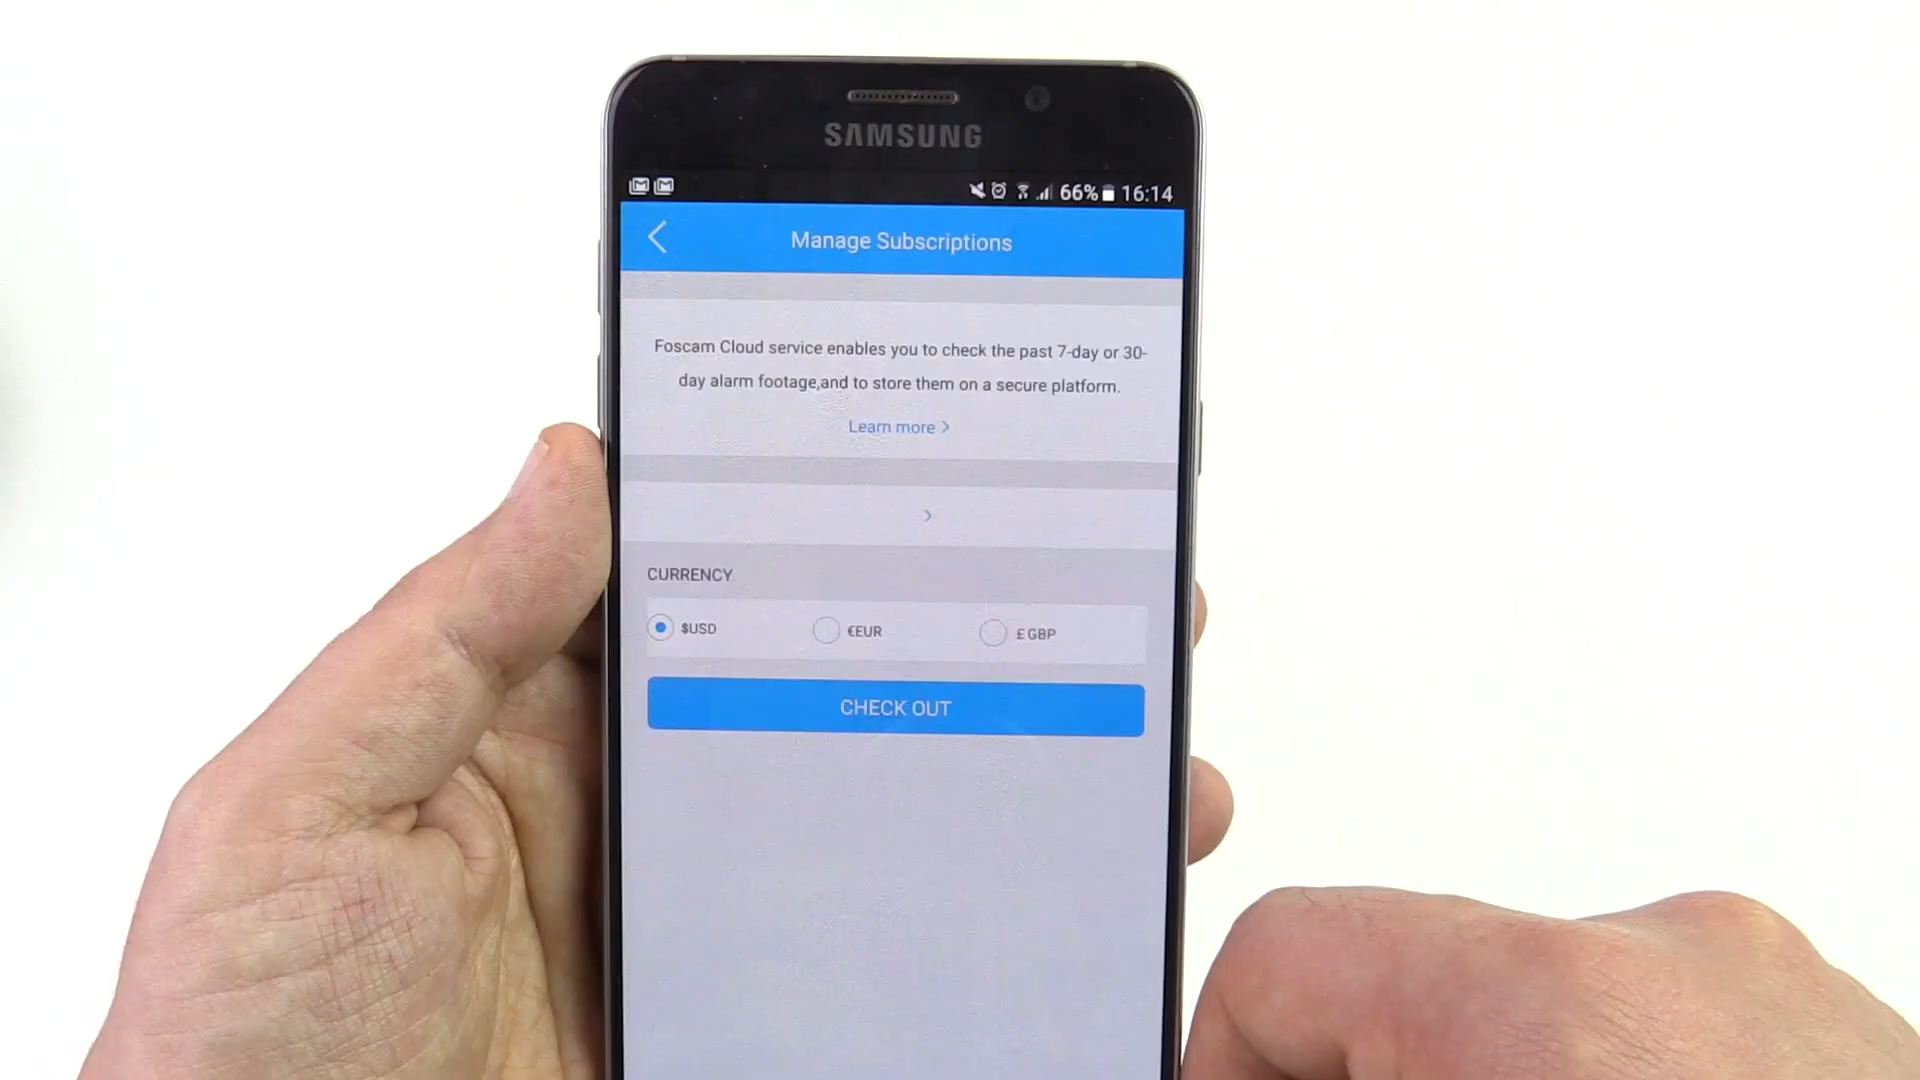 SAMSUNG
66% 16:14
Manage Subscriptions
Foscam Cloud service enables you to check the past 7-day or 30-
day alarm footage,and to store them on a secure platform.
Learn more >
>
CURRENCY
$USD €EUR £GBP
CHECK OUT